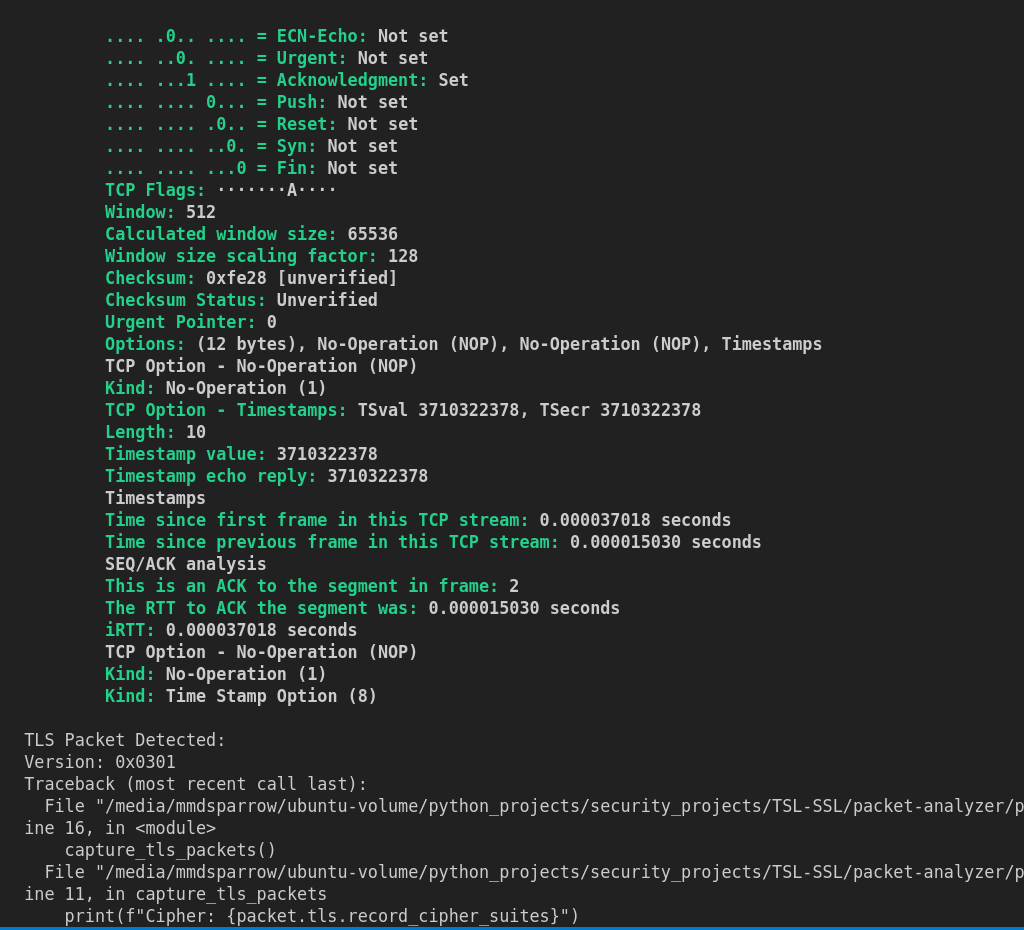 .... .0.. .... = ECN-Echo: Not set
.... ..0. .... = Urgent: Not set
.... ...1 .... = Acknowledgment: Set
.... .... 0... = Push: Not set
.... .... .0.. = Reset: Not set
.... .... ..0. = Syn: Not set
.... .... ...0 = Fin: Not set
TCP Flags: ·······A····
Window: 512
Calculated window size: 65536
Window size scaling factor: 128
Checksum: 0xfe28 [unverified]
Checksum Status: Unverified
Urgent Pointer: 0
Options: (12 bytes), No-Operation (NOP), No-Operation (NOP), Timestamps
TCP Option - No-Operation (NOP)
Kind: No-Operation (1)
TCP Option - Timestamps: TSval 3710322378, TSecr 3710322378
Length: 10
Timestamp value: 3710322378
Timestamp echo reply: 3710322378
Timestamps
Time since first frame in this TCP stream: 0.000037018 seconds
Time since previous frame in this TCP stream: 0.000015030 seconds
SEQ/ACK analysis
This is an ACK to the segment in frame: 2
The RTT to ACK the segment was: 0.000015030 seconds
iRTT: 0.000037018 seconds
TCP Option - No-Operation (NOP)
Kind: No-Operation (1)
Kind: Time Stamp Option (8)
TLS Packet Detected:
Version: 0x0301
Traceback (most recent call last):
File "/media/mmdsparrow/ubuntu-volume/python_projects/security_projects/TSL-SSL/packet-analyzer/p
ine 16, in <module>
capture_tls_packets()
File "/media/mmdsparrow/ubuntu-volume/python_projects/security_projects/TSL-SSL/packet-analyzer/p
ine 11, in capture_tls_packets
print(f"Cipher: {packet.tls.record_cipher_suites}")